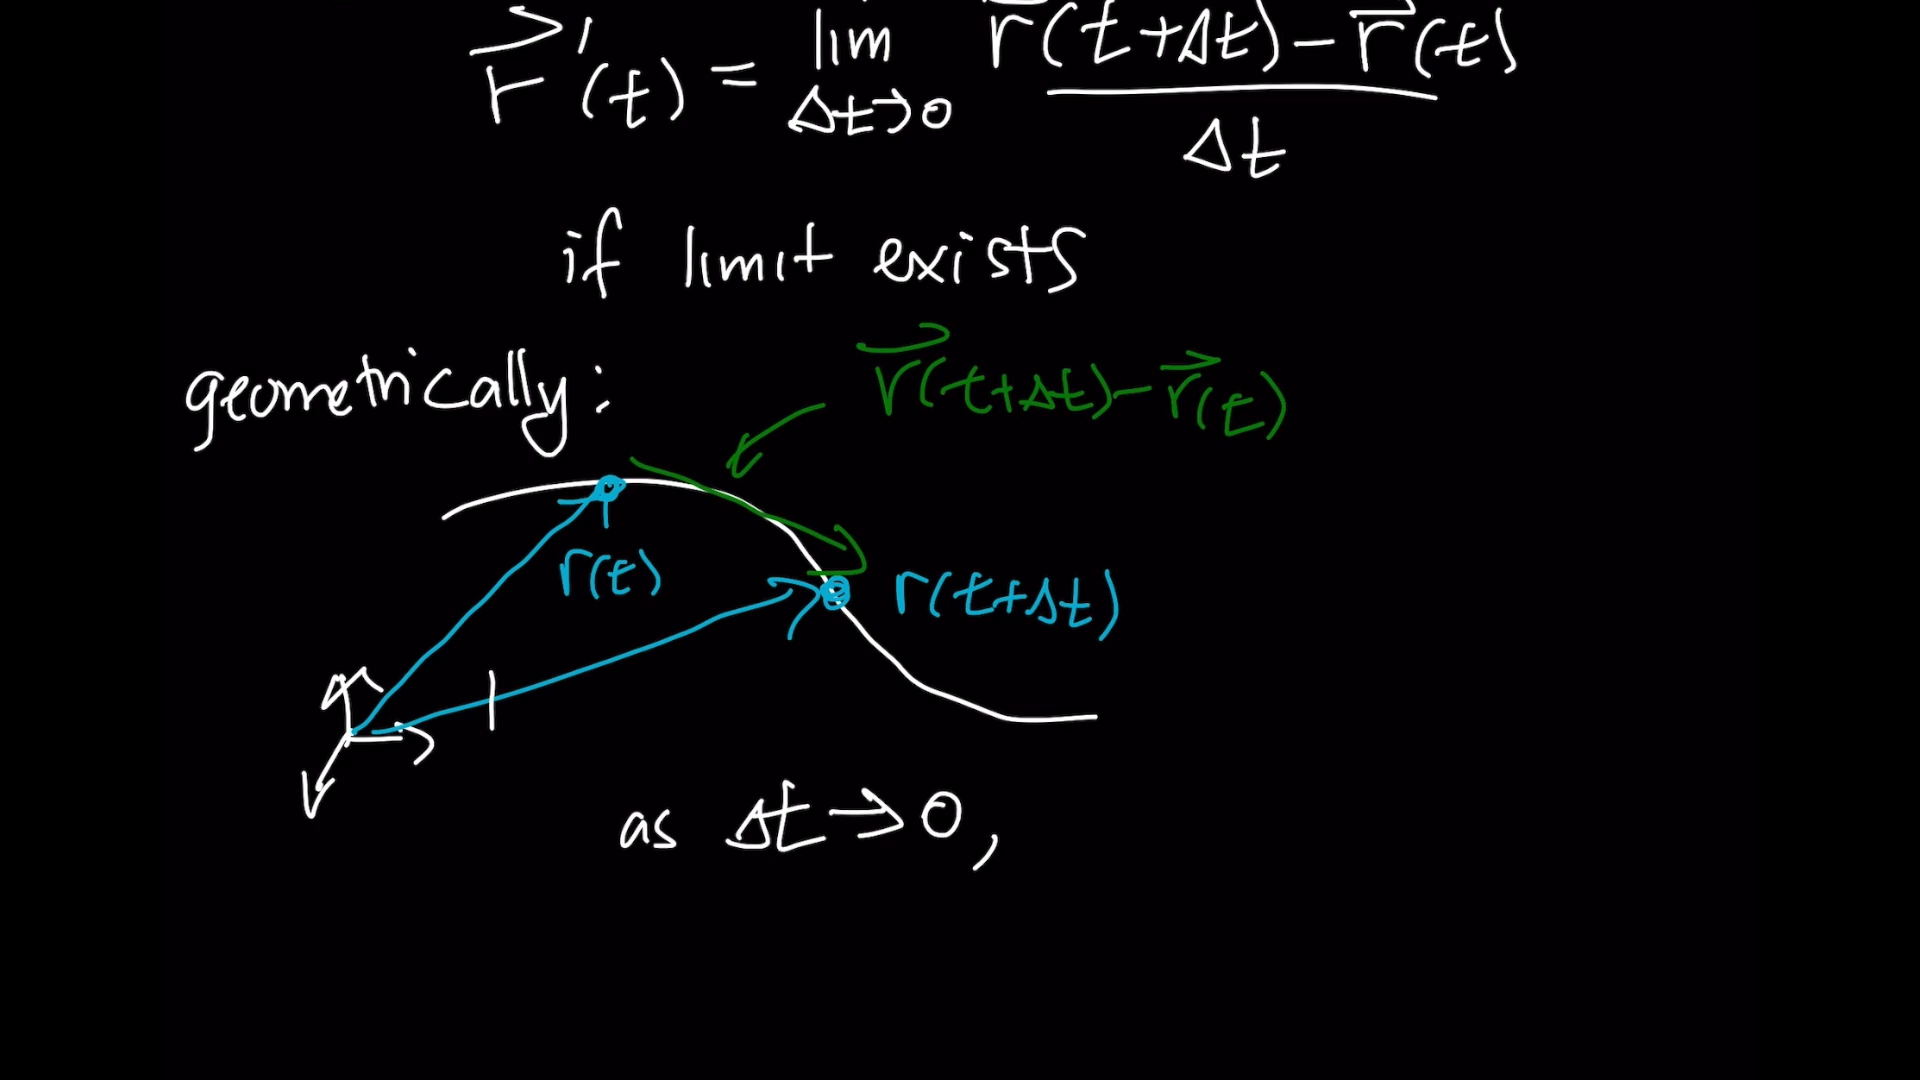 r⃗'(t) = lim Δt→0 r⃗(t+Δt) − r⃗(t) / Δt
if limit exists
geometrically:
r⃗(t+Δt) − r⃗(t)
r(t)
r(t+Δt)
as Δt → 0,